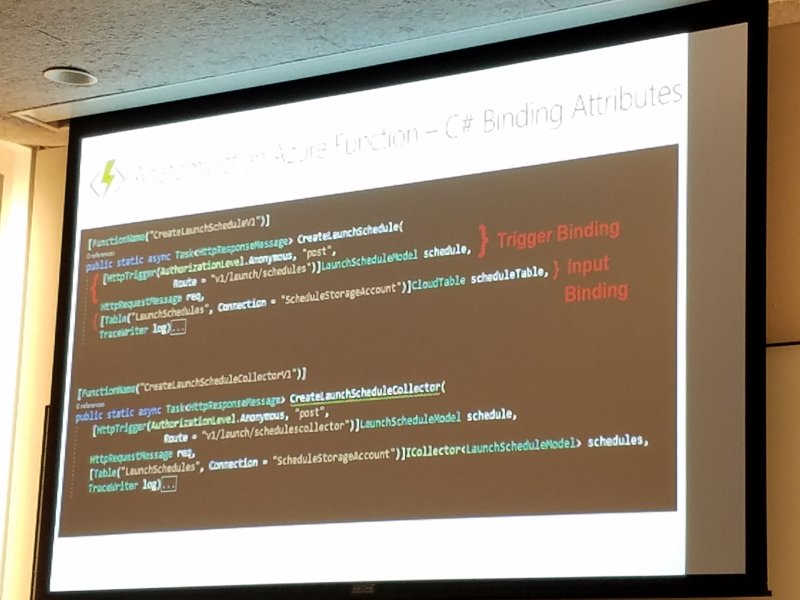 Anatomy of an Azure Function – C# Binding Attributes
[FunctionName("CreateLaunchScheduleV1")]
0 references
public static async Task<HttpResponseMessage> CreateLaunchSchedule(
[HttpTrigger(AuthorizationLevel.Anonymous, "post",
Route = "v1/launch/schedules")]LaunchScheduleModel schedule,
} Trigger Binding
HttpRequestMessage req,
[Table("LaunchSchedules", Connection = "ScheduleStorageAccount")]CloudTable scheduleTable,
} Input
Binding
TraceWriter log)...
[FunctionName("CreateLaunchScheduleCollectorV1")]
0 references
public static async Task<HttpResponseMessage> CreateLaunchScheduleCollector(
[HttpTrigger(AuthorizationLevel.Anonymous, "post",
Route = "v1/launch/schedulescollector")]LaunchScheduleModel schedule,
HttpRequestMessage req,
[Table("LaunchSchedules", Connection = "ScheduleStorageAccount")]ICollector<LaunchScheduleModel> schedules,
TraceWriter log)...